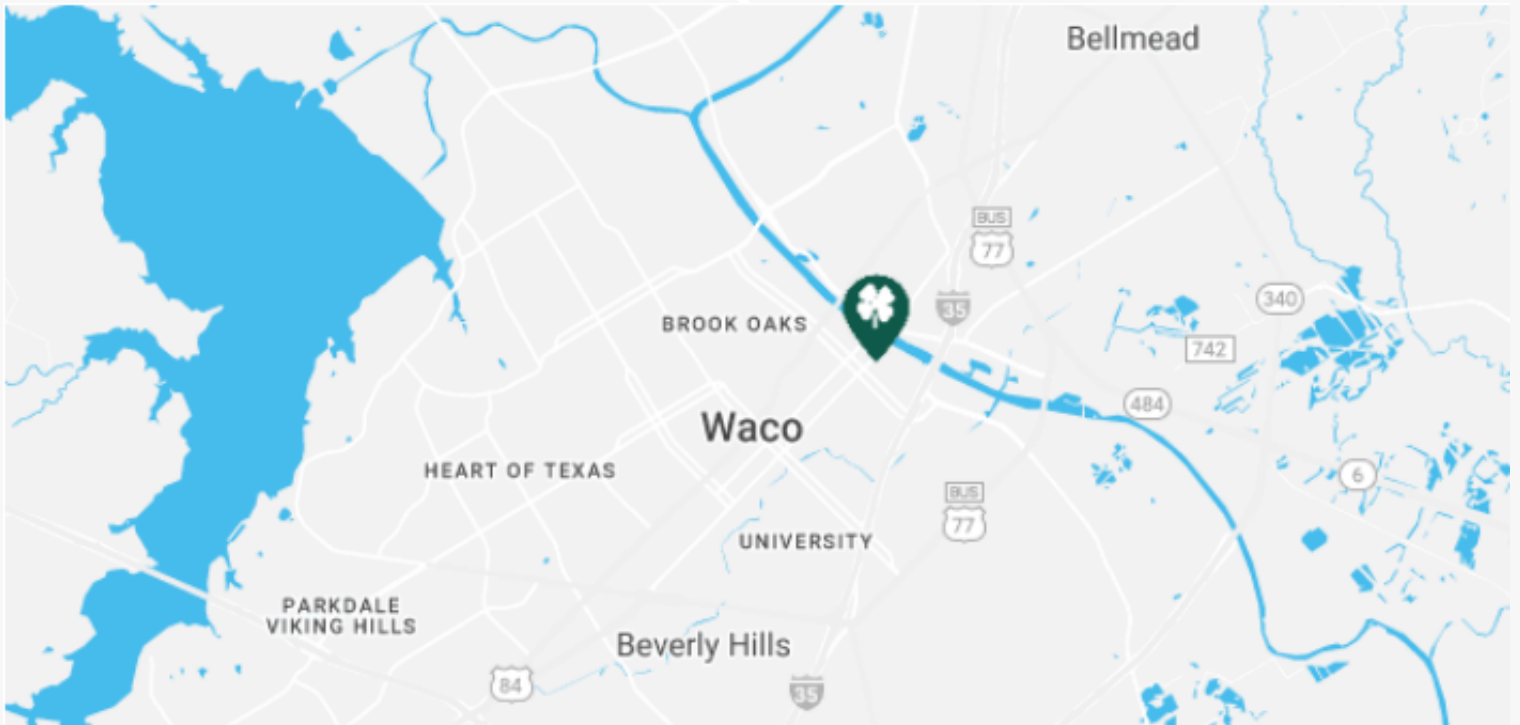 Bellmead
BUS
77
340
35
BROOK OAKS
742
484
Waco
HEART OF TEXAS
6
BUS
77
UNIVERSITY
PARKDALE
VIKING HILLS
Beverly Hills
84
35